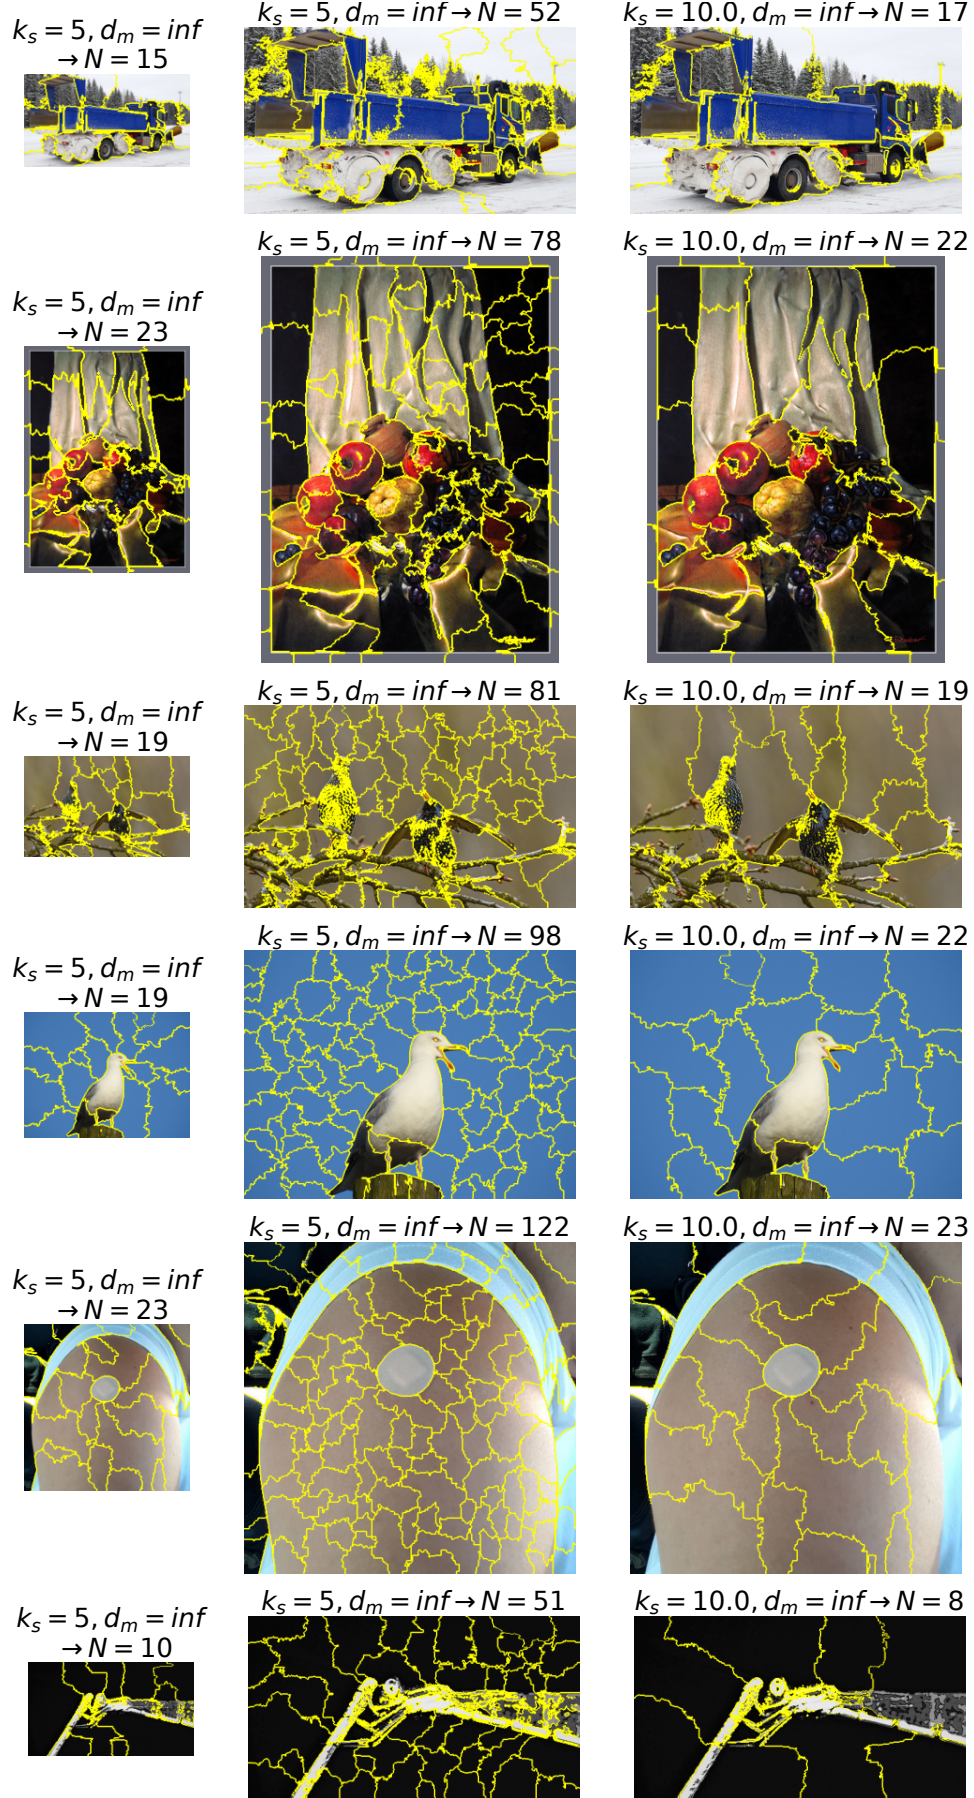 k_s = 5, d_m = inf
→ N = 15
k_s = 5, d_m = inf → N = 52
k_s = 10.0, d_m = inf → N = 17
k_s = 5, d_m = inf
→ N = 23
k_s = 5, d_m = inf → N = 78
k_s = 10.0, d_m = inf → N = 22
k_s = 5, d_m = inf
→ N = 19
k_s = 5, d_m = inf → N = 81
k_s = 10.0, d_m = inf → N = 19
k_s = 5, d_m = inf
→ N = 19
k_s = 5, d_m = inf → N = 98
k_s = 10.0, d_m = inf → N = 22
k_s = 5, d_m = inf
→ N = 23
k_s = 5, d_m = inf → N = 122
k_s = 10.0, d_m = inf → N = 23
k_s = 5, d_m = inf
→ N = 10
k_s = 5, d_m = inf → N = 51
k_s = 10.0, d_m = inf → N = 8